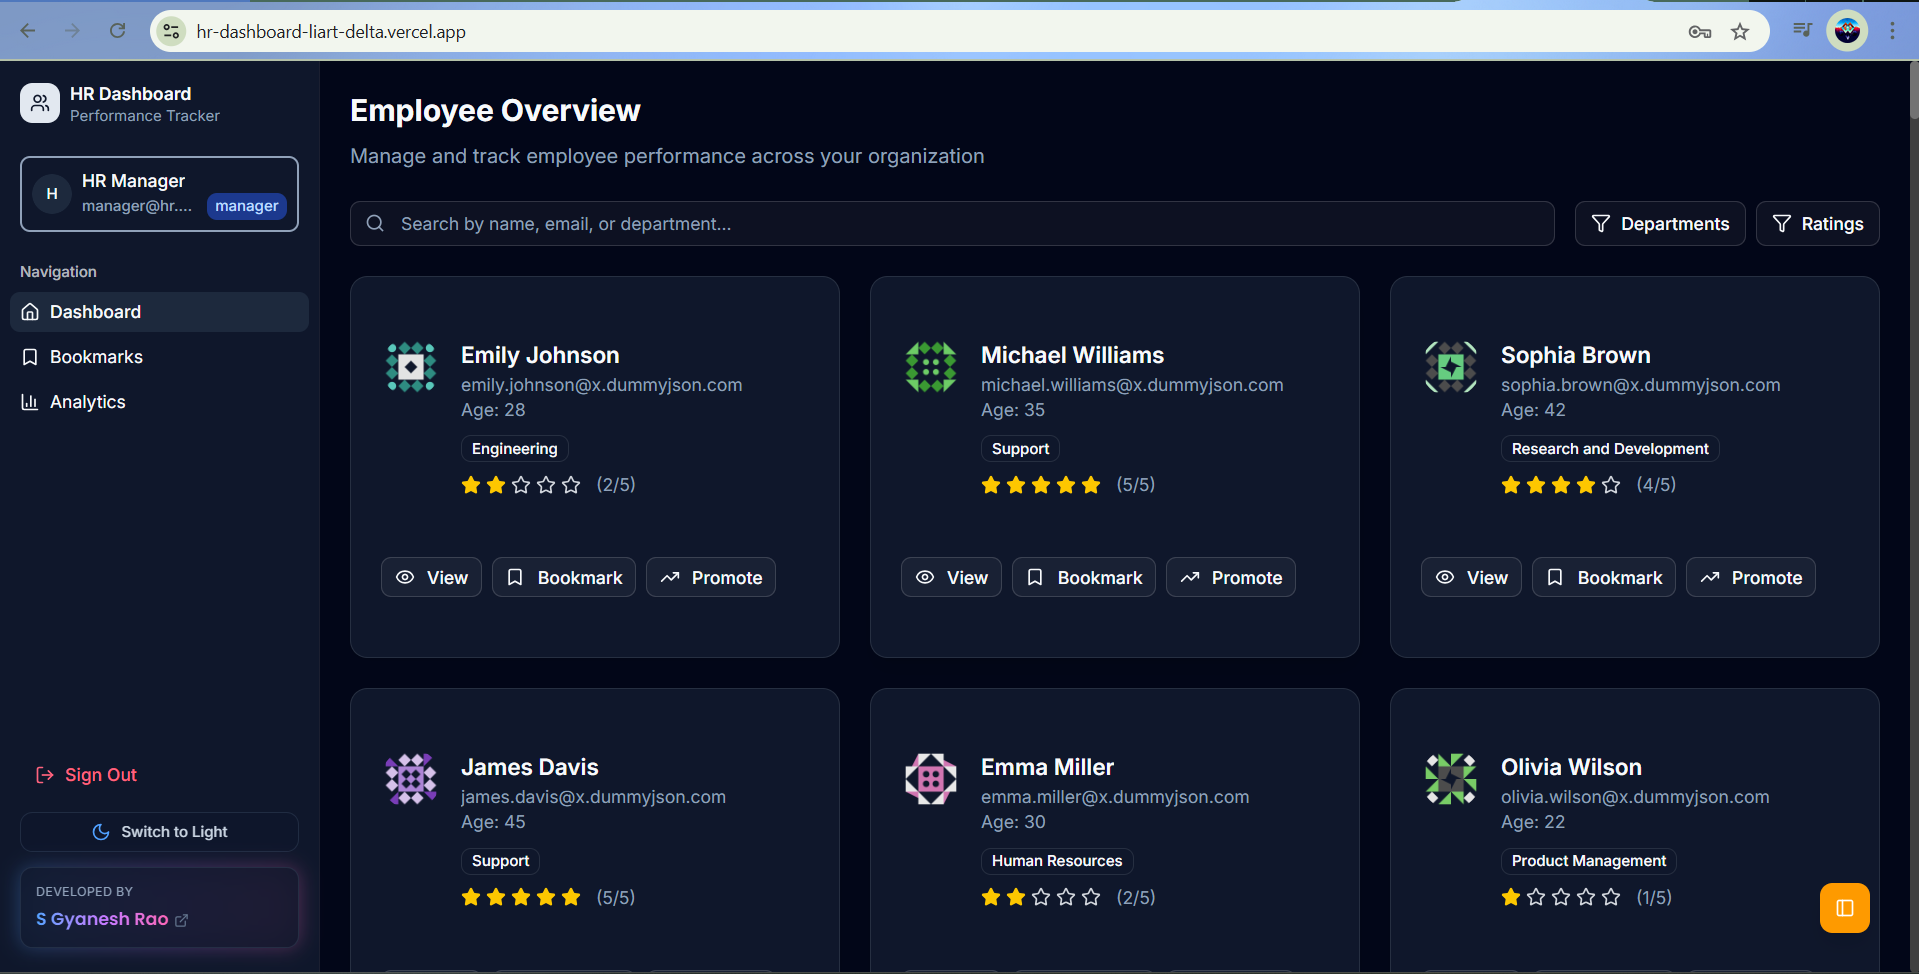 hr-dashboard-liart-delta.vercel.app
HR Dashboard
Performance Tracker
H
HR Manager
manager@hr....
manager
Navigation
Dashboard
Bookmarks
Analytics
Sign Out
Switch to Light
DEVELOPED BY
S Gyanesh Rao
Employee Overview
Manage and track employee performance across your organization
Search by name, email, or department...
Departments
Ratings
Emily Johnson
emily.johnson@x.dummyjson.com
Age: 28
Engineering
(2/5)
View Bookmark Promote
Michael Williams
michael.williams@x.dummyjson.com
Age: 35
Support
(5/5)
View Bookmark Promote
Sophia Brown
sophia.brown@x.dummyjson.com
Age: 42
Research and Development
(4/5)
View Bookmark Promote
James Davis
james.davis@x.dummyjson.com
Age: 45
Support
(5/5)
Emma Miller
emma.miller@x.dummyjson.com
Age: 30
Human Resources
(2/5)
Olivia Wilson
olivia.wilson@x.dummyjson.com
Age: 22
Product Management
(1/5)